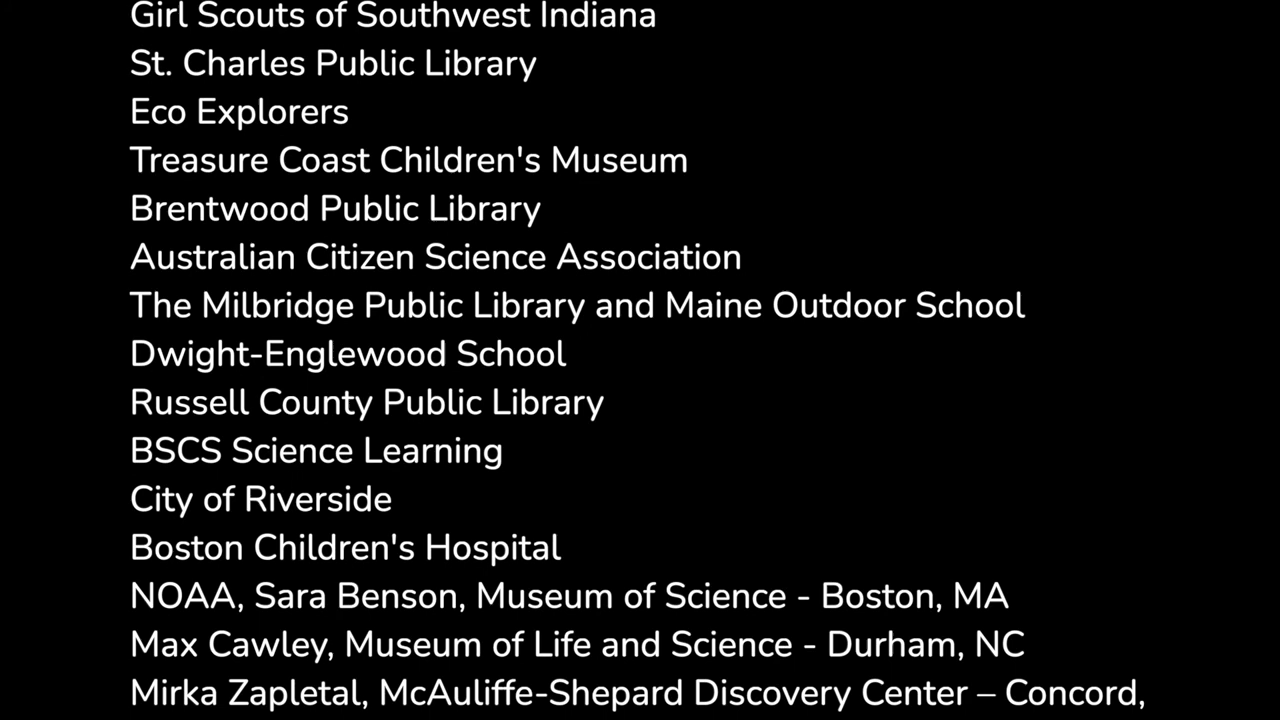 Girl Scouts of Southwest Indiana
St. Charles Public Library
Eco Explorers
Treasure Coast Children's Museum
Brentwood Public Library
Australian Citizen Science Association
The Milbridge Public Library and Maine Outdoor School
Dwight-Englewood School
Russell County Public Library
BSCS Science Learning
City of Riverside
Boston Children's Hospital
NOAA, Sara Benson, Museum of Science - Boston, MA
Max Cawley, Museum of Life and Science - Durham, NC
Mirka Zapletal, McAuliffe-Shepard Discovery Center – Concord,